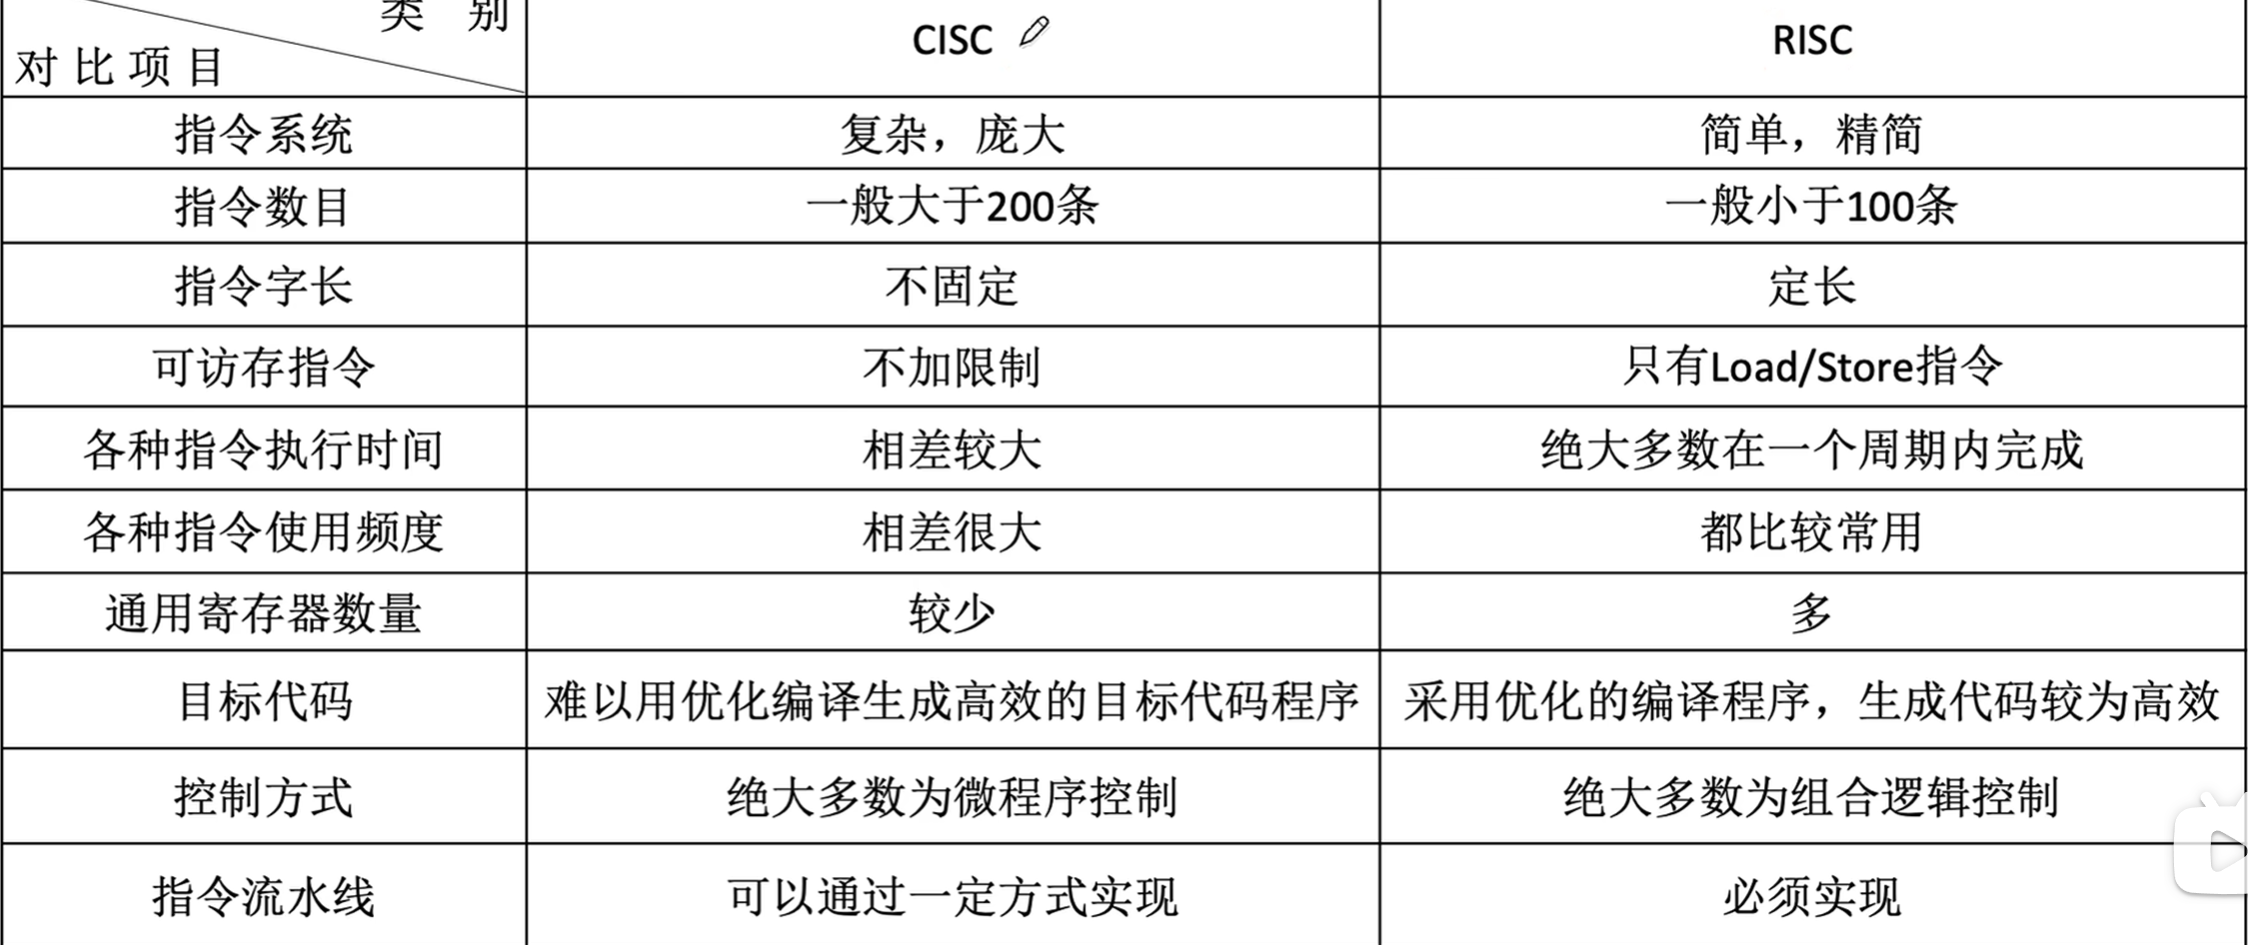 类 别
对比项目
CISC
RISC
指令系统
复杂，庞大
简单，精简
指令数目
一般大于200条
一般小于100条
指令字长
不固定
定长
可访存指令
不加限制
只有Load/Store指令
各种指令执行时间
相差较大
绝大多数在一个周期内完成
各种指令使用频度
相差很大
都比较常用
通用寄存器数量
较少
多
目标代码
难以用优化编译生成高效的目标代码程序
采用优化的编译程序，生成代码较为高效
控制方式
绝大多数为微程序控制
绝大多数为组合逻辑控制
指令流水线
可以通过一定方式实现
必须实现